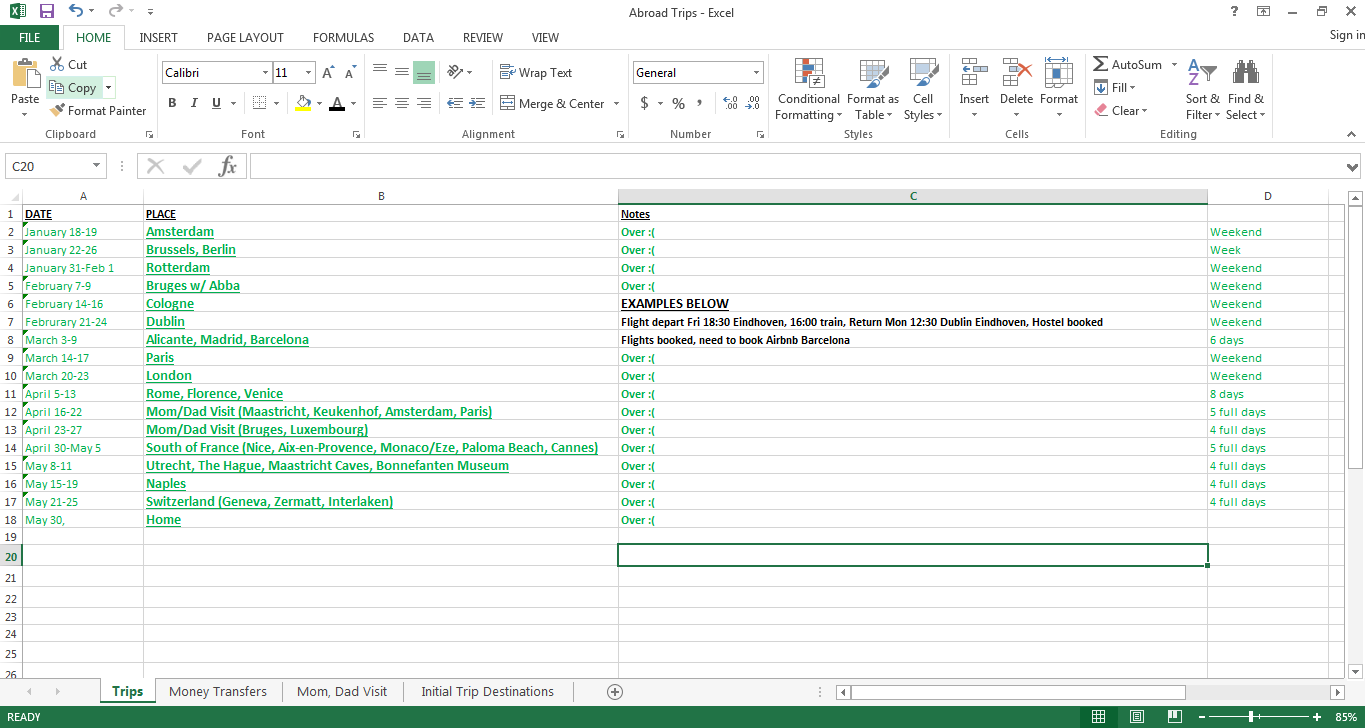 Abroad Trips - Excel
?
Sign in
FILE HOME INSERT PAGE LAYOUT FORMULAS DATA REVIEW VIEW
Paste
Cut
Copy
Format Painter
Clipboard
Calibri 11
B I U
Font
Wrap Text
Merge & Center
Alignment
General
$ % ,
Number
Conditional Formatting
Format as Table
Cell Styles
Styles
Insert
Delete
Format
Cells
AutoSum
Fill
Clear
Sort & Filter
Find & Select
Editing
C20
fx
A B C D
1 DATE PLACE Notes
2 January 18-19 Amsterdam Over :( Weekend
3 January 22-26 Brussels, Berlin Over :( Week
4 January 31-Feb 1 Rotterdam Over :( Weekend
5 February 7-9 Bruges w/ Abba Over :( Weekend
6 February 14-16 Cologne EXAMPLES BELOW Weekend
7 Februrary 21-24 Dublin Flight depart Fri 18:30 Eindhoven, 16:00 train, Return Mon 12:30 Dublin Eindhoven, Hostel booked Weekend
8 March 3-9 Alicante, Madrid, Barcelona Flights booked, need to book Airbnb Barcelona 6 days
9 March 14-17 Paris Over :( Weekend
10 March 20-23 London Over :( Weekend
11 April 5-13 Rome, Florence, Venice Over :( 8 days
12 April 16-22 Mom/Dad Visit (Maastricht, Keukenhof, Amsterdam, Paris) Over :( 5 full days
13 April 23-27 Mom/Dad Visit (Bruges, Luxembourg) Over :( 4 full days
14 April 30-May 5 South of France (Nice, Aix-en-Provence, Monaco/Eze, Paloma Beach, Cannes) Over :( 5 full days
15 May 8-11 Utrecht, The Hague, Maastricht Caves, Bonnefanten Museum Over :( 4 full days
16 May 15-19 Naples Over :( 4 full days
17 May 21-25 Switzerland (Geneva, Zermatt, Interlaken) Over :( 4 full days
18 May 30, Home Over :(
19
20
21
22
23
24
25
26
Trips Money Transfers Mom, Dad Visit Initial Trip Destinations
READY
85%